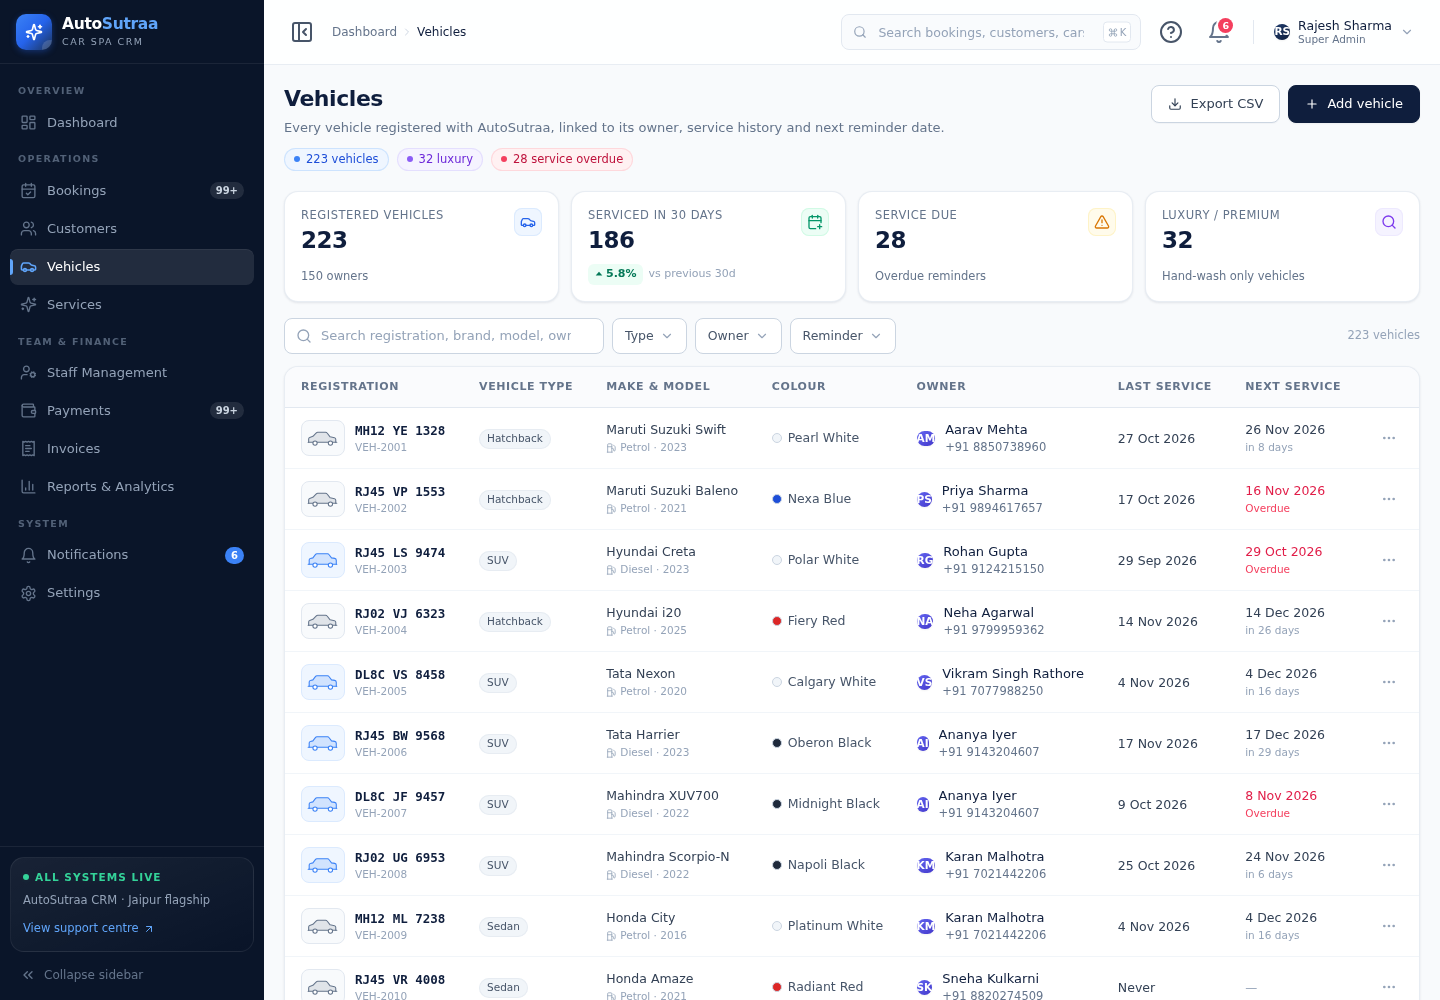 AutoSutraa
CAR SPA CRM
OVERVIEW
Dashboard
OPERATIONS
Bookings 99+
Customers
Vehicles
Services
TEAM & FINANCE
Staff Management
Payments 99+
Invoices
Reports & Analytics
SYSTEM
Notifications 6
Settings
ALL SYSTEMS LIVE
AutoSutraa CRM · Jaipur flagship
View support centre
Collapse sidebar
Dashboard Vehicles
Search bookings, customers, cars
⌘K
6
RS
Rajesh Sharma
Super Admin
Vehicles
Every vehicle registered with AutoSutraa, linked to its owner, service history and next reminder date.
Export CSV
Add vehicle
223 vehicles 32 luxury 28 service overdue
REGISTERED VEHICLES
223
150 owners
SERVICED IN 30 DAYS
186
5.8% vs previous 30d
SERVICE DUE
28
Overdue reminders
LUXURY / PREMIUM
32
Hand-wash only vehicles
Search registration, brand, model, owr
Type Owner Reminder
223 vehicles
REGISTRATION VEHICLE TYPE MAKE & MODEL COLOUR OWNER LAST SERVICE NEXT SERVICE
MH12 YE 1328 Hatchback Maruti Suzuki Swift Pearl White AM Aarav Mehta 27 Oct 2026 26 Nov 2026
VEH-2001 Petrol · 2023 +91 8850738960 in 8 days
RJ45 VP 1553 Hatchback Maruti Suzuki Baleno Nexa Blue PS Priya Sharma 17 Oct 2026 16 Nov 2026
VEH-2002 Petrol · 2021 +91 9894617657 Overdue
RJ45 LS 9474 SUV Hyundai Creta Polar White RG Rohan Gupta 29 Sep 2026 29 Oct 2026
VEH-2003 Diesel · 2023 +91 9124215150 Overdue
RJ02 VJ 6323 Hatchback Hyundai i20 Fiery Red NA Neha Agarwal 14 Nov 2026 14 Dec 2026
VEH-2004 Petrol · 2025 +91 9799959362 in 26 days
DL8C VS 8458 SUV Tata Nexon Calgary White VS Vikram Singh Rathore 4 Nov 2026 4 Dec 2026
VEH-2005 Petrol · 2020 +91 7077988250 in 16 days
RJ45 BW 9568 SUV Tata Harrier Oberon Black AI Ananya Iyer 17 Nov 2026 17 Dec 2026
VEH-2006 Diesel · 2023 +91 9143204607 in 29 days
DL8C JF 9457 SUV Mahindra XUV700 Midnight Black AI Ananya Iyer 9 Oct 2026 8 Nov 2026
VEH-2007 Diesel · 2022 +91 9143204607 Overdue
RJ02 UG 6953 SUV Mahindra Scorpio-N Napoli Black KM Karan Malhotra 25 Oct 2026 24 Nov 2026
VEH-2008 Diesel · 2022 +91 7021442206 in 6 days
MH12 ML 7238 Sedan Honda City Platinum White KM Karan Malhotra 4 Nov 2026 4 Dec 2026
VEH-2009 Petrol · 2016 +91 7021442206 in 16 days
RJ45 VR 4008 Sedan Honda Amaze Radiant Red SK Sneha Kulkarni Never —
VEH-2010 Petrol · 2021 +91 8820274509